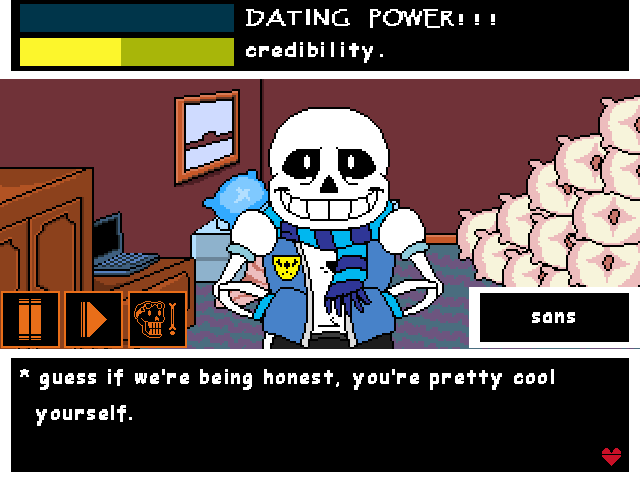 DATING POWER!!!
credibility.
sans
* guess if we're being honest, you're pretty cool
yourself.